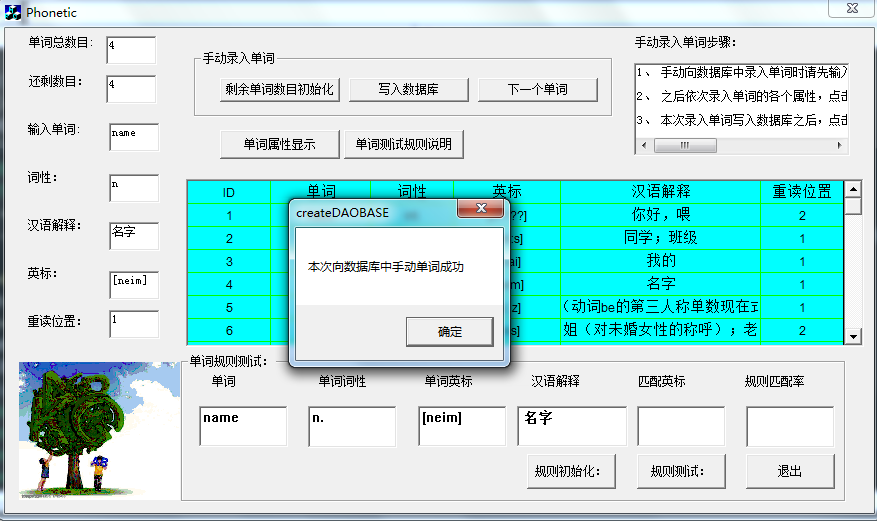 Phonetic
单词总数目: 4
还剩数目: 4
输入单词: name
词性: n
汉语解释: 名字
英标: [neim]
重读位置: 1
手动录入单词
剩余单词数目初始化 写入数据库 下一个单词
单词属性显示 单词测试规则说明
手动录入单词步骤:
1、 手动向数据库中录入单词时请先输入
2、 之后依次录入单词的各个属性,点击
3、 本次录入单词写入数据库之后,点击
ID 单词 词性 英标 汉语解释 重读位置
1 ??] 你好，喂 2
2 s] 同学；班级 1
3 ai] 我的 1
4 m] 名字 1
5 z] （动词be的第三人称单数现在式 1
6 s] 姐（对未婚女性的称呼）；老 2
createDAOBASE
本次向数据库中手动单词成功
确定
单词规则测试:
单词 单词词性 单词英标 汉语解释 匹配英标 规则匹配率
name n. [neim] 名字
规则初始化: 规则测试: 退出